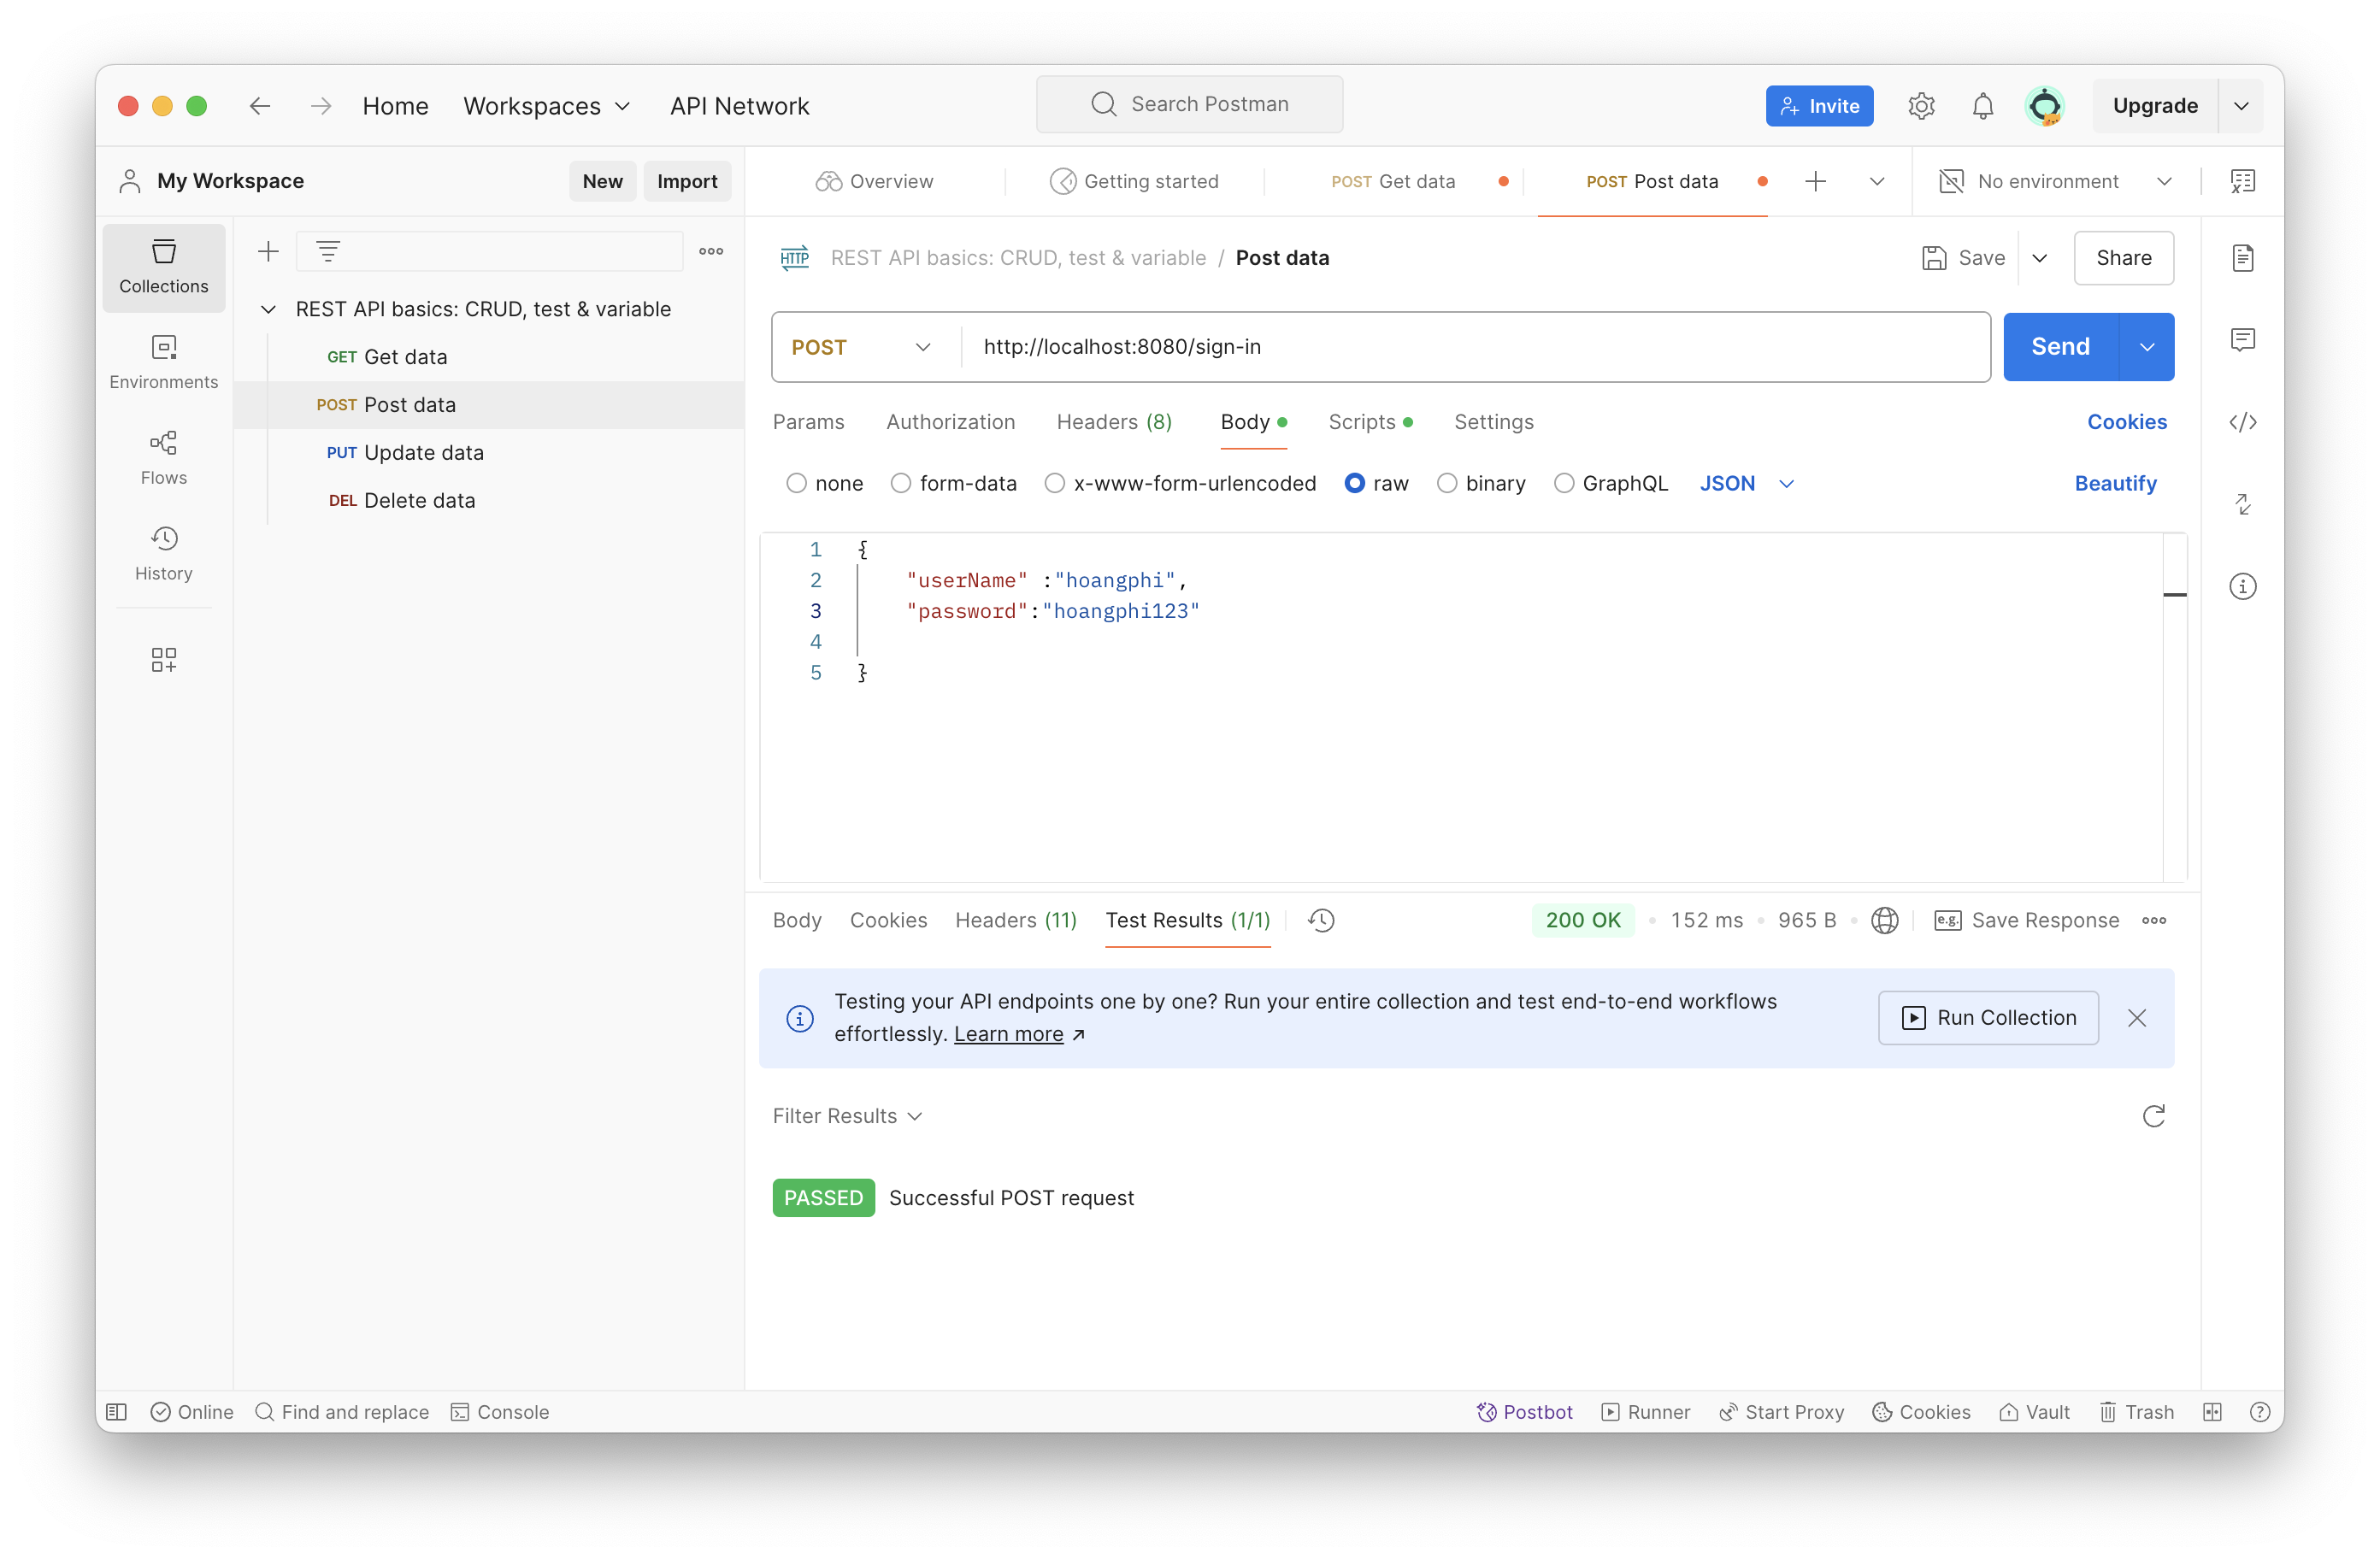 Home Workspaces API Network Search Postman Invite Upgrade
My Workspace New Import Overview Getting started POST Get data POST Post data No environment
Collections
Environments
Flows
History
REST API basics: CRUD, test & variable
GET Get data
POST Post data
PUT Update data
DEL Delete data
HTTP REST API basics: CRUD, test & variable / Post data Save Share
POST http://localhost:8080/sign-in Send
Params Authorization Headers (8) Body Scripts Settings Cookies
none form-data x-www-form-urlencoded raw binary GraphQL JSON Beautify
1 {
2 "userName" :"hoangphi",
3 "password":"hoangphi123"
4
5 }
Body Cookies Headers (11) Test Results (1/1) 200 OK 152 ms 965 B e.g. Save Response
Testing your API endpoints one by one? Run your entire collection and test end-to-end workflows
effortlessly. Learn more ↗ Run Collection
Filter Results
PASSED Successful POST request
Online Find and replace Console Postbot Runner Start Proxy Cookies Vault Trash